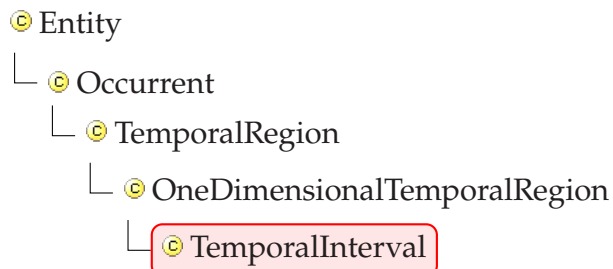 © Entity
© Occurrent
© TemporalRegion
© OneDimensionalTemporalRegion
© TemporalInterval